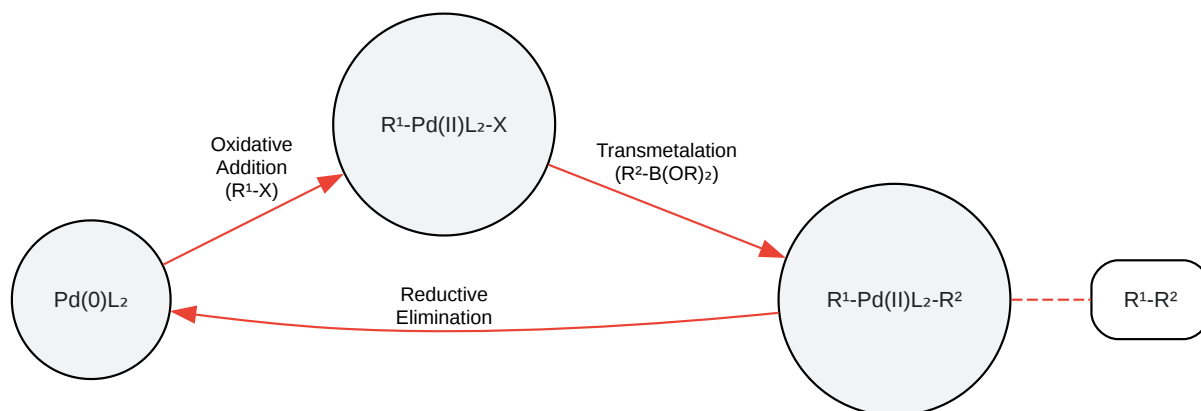 R¹-Pd(II)L₂-X
Oxidative
Addition
(R¹-X)
Transmetalation
(R²-B(OR)₂)
Pd(0)L₂
Reductive
Elimination
R¹-Pd(II)L₂-R²
R¹-R²